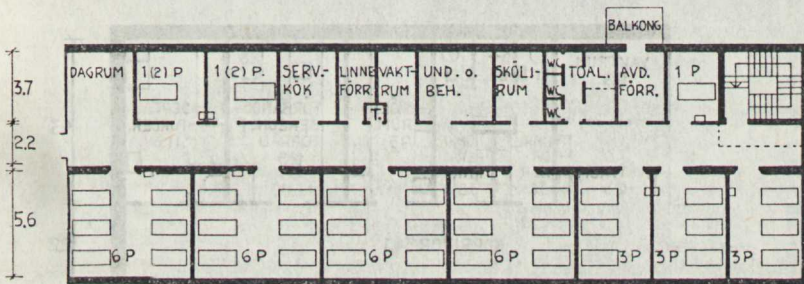 BALKONG
DAGRUM
1(2) P
1(2) P.
SERV.-
KÖK
LINNE
FÖRR.
VAKT-
RUM
UND. o.
BEH.
SKÖLJ-
RUM
WC
WC
WC
TOAL.
AVD.
FÖRR.
1 P
T.
3,7
2,2
5,6
6 P
6 P
6 P
6 P
3 P
3 P
3 P